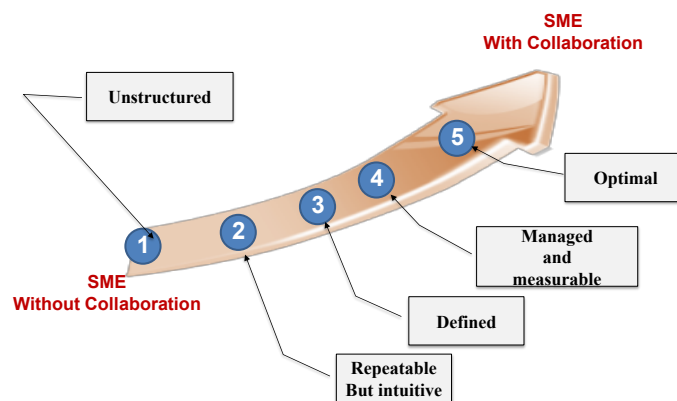 SME
With Collaboration
Unstructured
5
Optimal
4
3
Managed
and
measurable
2
1
SME
Without Collaboration
Defined
Repeatable
But intuitive